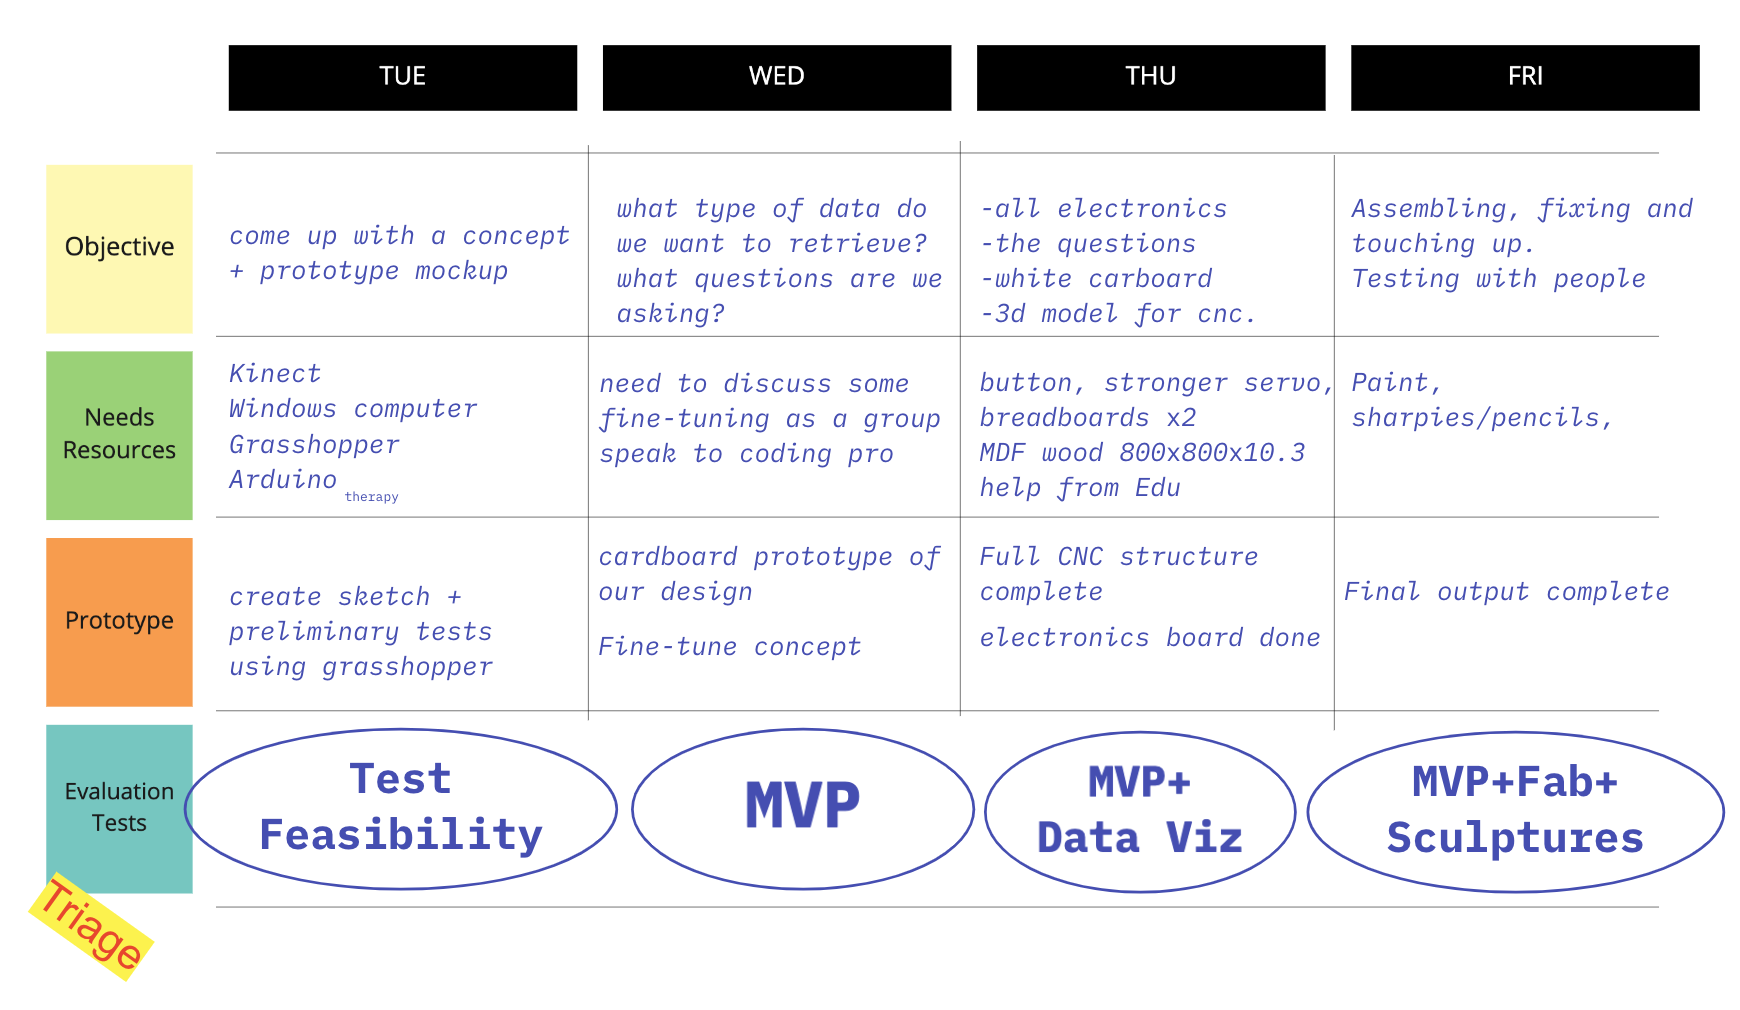 TUE
WED
THU
FRI
Objective
come up with a concept
+ prototype mockup
what type of data do
we want to retrieve?
what questions are we
asking?
-all electronics
-the questions
-white carboard
-3d model for cnc.
Assembling, fixing and
touching up.
Testing with people
Needs
Resources
Kinect
Windows computer
Grasshopper
Arduino
therapy
need to discuss some
fine-tuning as a group
speak to coding pro
button, stronger servo,
breadboards x2
MDF wood 800x800x10.3
help from Edu
Paint,
sharpies/pencils,
Prototype
create sketch +
preliminary tests
using grasshopper
cardboard prototype of
our design
Fine-tune concept
Full CNC structure
complete
electronics board done
Final output complete
Evaluation
Tests
Test
Feasibility
MVP
MVP+
Data Viz
MVP+Fab+
Sculptures
Triage